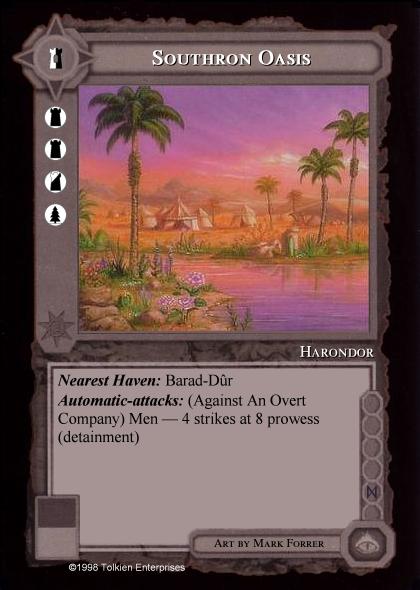 Southron Oasis
Harondor
Nearest Haven: Barad-Dûr
Automatic-attacks: (Against An Overt
Company) Men — 4 strikes at 8 prowess
(detainment)
Art by Mark Forrer
©1998 Tolkien Enterprises